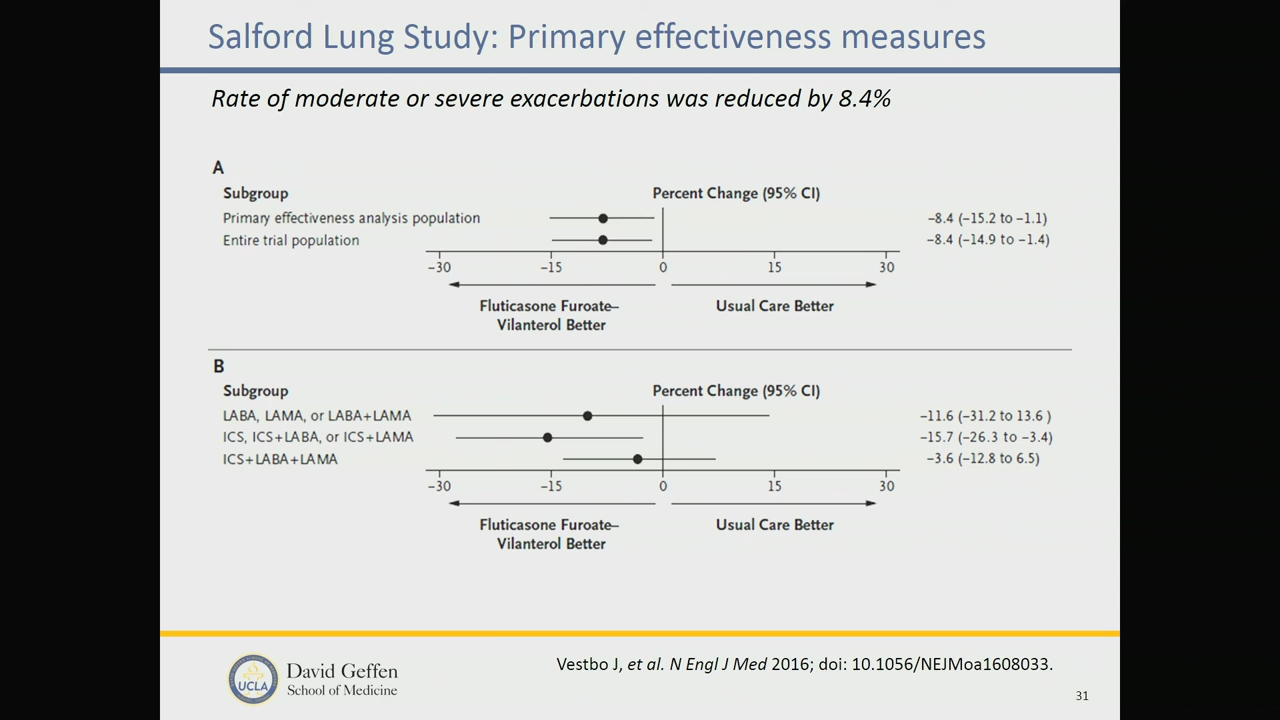 Salford Lung Study: Primary effectiveness measures
Rate of moderate or severe exacerbations was reduced by 8.4%
A
Subgroup Percent Change (95% CI)
Primary effectiveness analysis population −8.4 (−15.2 to −1.1)
Entire trial population −8.4 (−14.9 to −1.4)
−30 −15 0 15 30
Fluticasone Furoate– Usual Care Better
Vilanterol Better
B
Subgroup Percent Change (95% CI)
LABA, LAMA, or LABA+LAMA −11.6 (−31.2 to 13.6 )
ICS, ICS+LABA, or ICS+LAMA −15.7 (−26.3 to −3.4)
ICS+LABA+LAMA −3.6 (−12.8 to 6.5)
−30 −15 0 15 30
Fluticasone Furoate– Usual Care Better
Vilanterol Better
UCLA
David Geffen
School of Medicine
Vestbo J, et al. N Engl J Med 2016; doi: 10.1056/NEJMoa1608033.
31